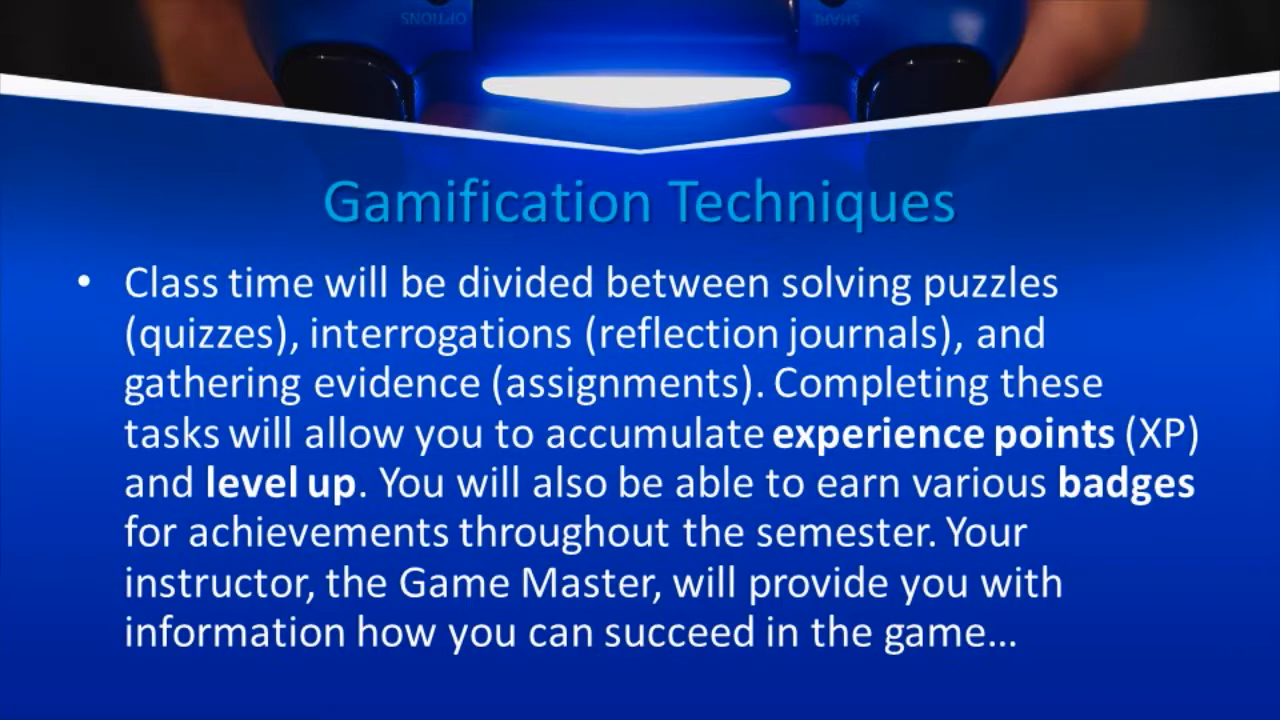 OPTIONS
SHARE
Gamification Techniques
• Class time will be divided between solving puzzles
(quizzes), interrogations (reflection journals), and
gathering evidence (assignments). Completing these
tasks will allow you to accumulate experience points (XP)
and level up. You will also be able to earn various badges
for achievements throughout the semester. Your
instructor, the Game Master, will provide you with
information how you can succeed in the game...